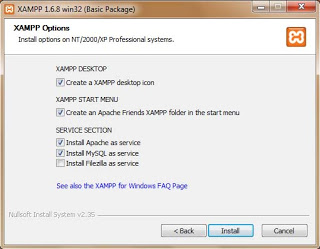 XAMPP 1.6.8 win32 (Basic Package)
XAMPP Options
Install options on NT/2000/XP Professional systems.
XAMPP DESKTOP
Create a XAMPP desktop icon
XAMPP START MENU
Create an Apache Friends XAMPP folder in the start menu
SERVICE SECTION
Install Apache as service
Install MySQL as service
Install Filezilla as service
See also the XAMPP for Windows FAQ Page
Nullsoft Install System v2.35
< Back
Install
Cancel